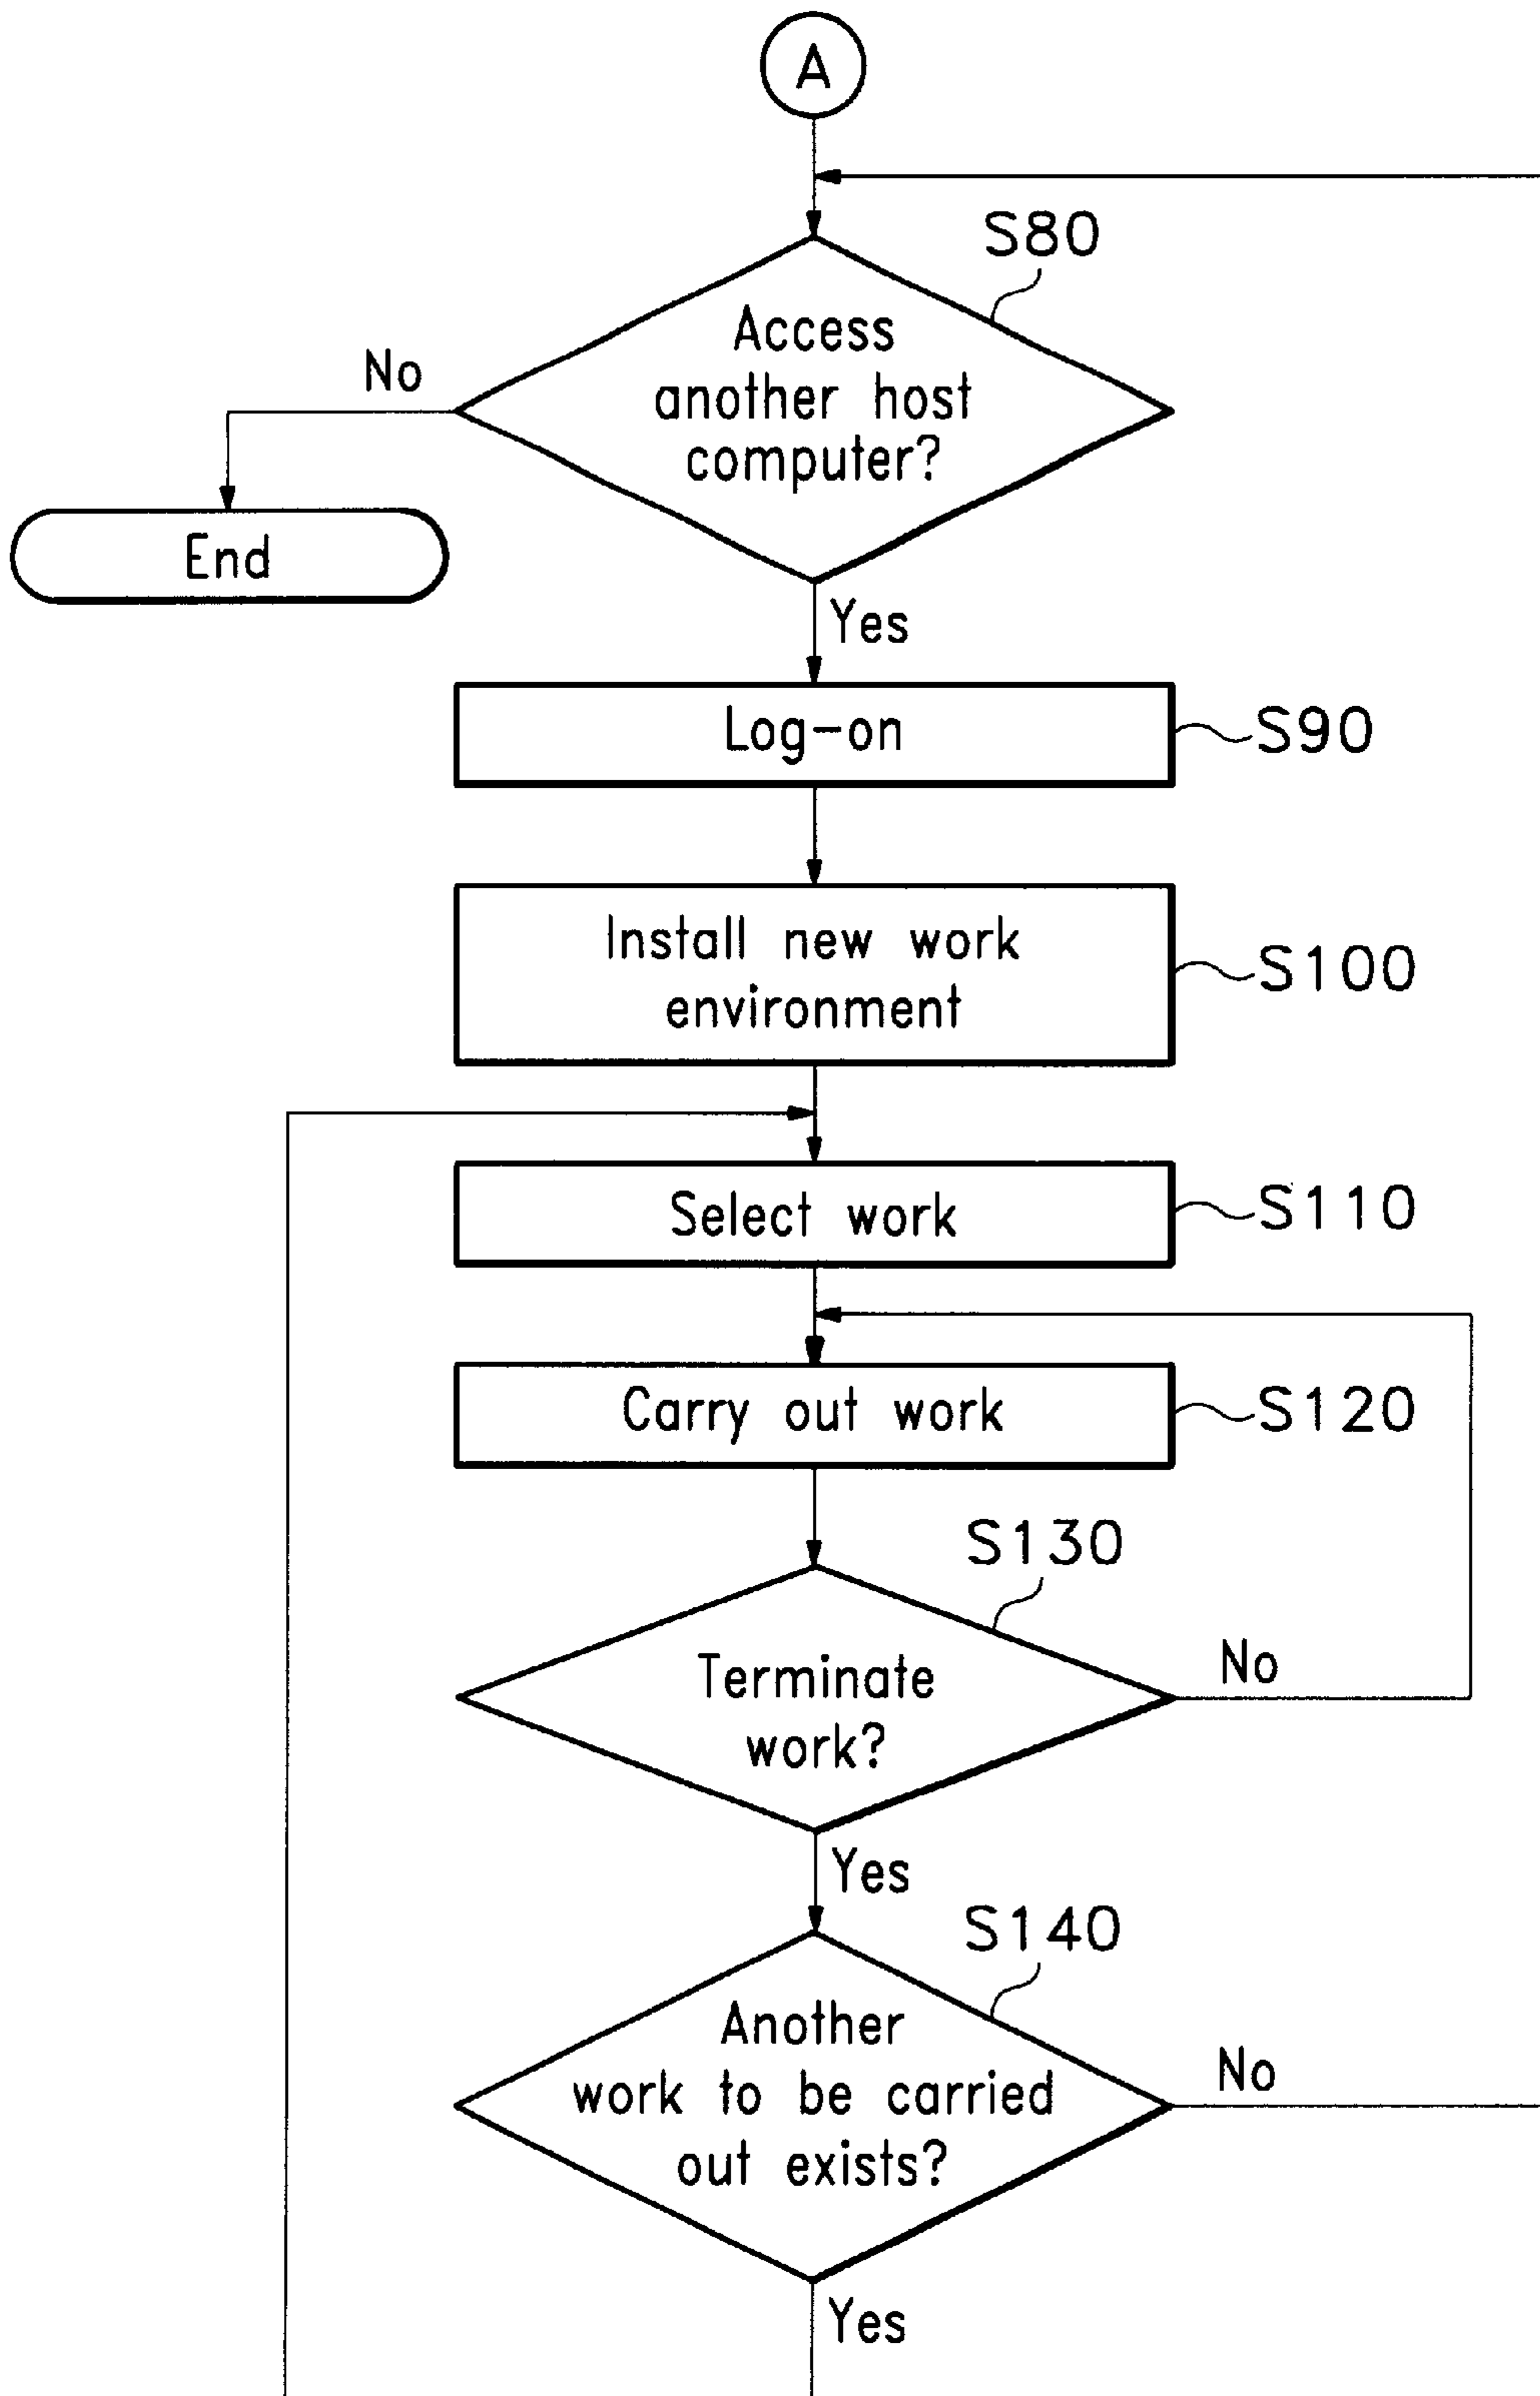 A
S80
Access
another host
computer?
No
End
Yes
Log-on
S90
Install new work
environment
S100
Select work
S110
Carry out work
S120
S130
Terminate
work?
No
Yes
S140
Another
work to be carried
out exists?
No
Yes